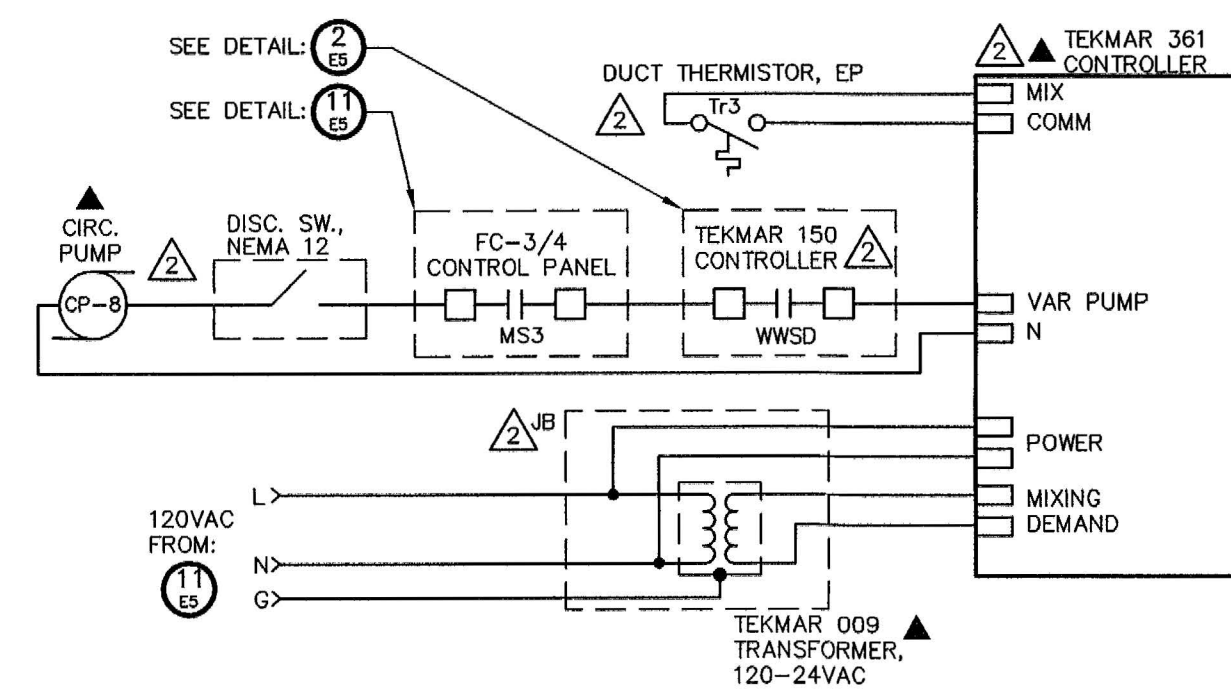 SEE DETAIL: 2
E5
SEE DETAIL: 11
E5
DUCT THERMISTOR, EP
2
Tr3
2
TEKMAR 361
CONTROLLER
MIX
COMM
CIRC.
PUMP
2
CP-8
DISC. SW.,
NEMA 12
FC-3/4
CONTROL PANEL
MS3
TEKMAR 150
CONTROLLER
2
WWSD
VAR PUMP
N
2
JB
POWER
MIXING
DEMAND
L
120VAC
FROM:
11
E5
N
G
TEKMAR 009
TRANSFORMER,
120-24VAC